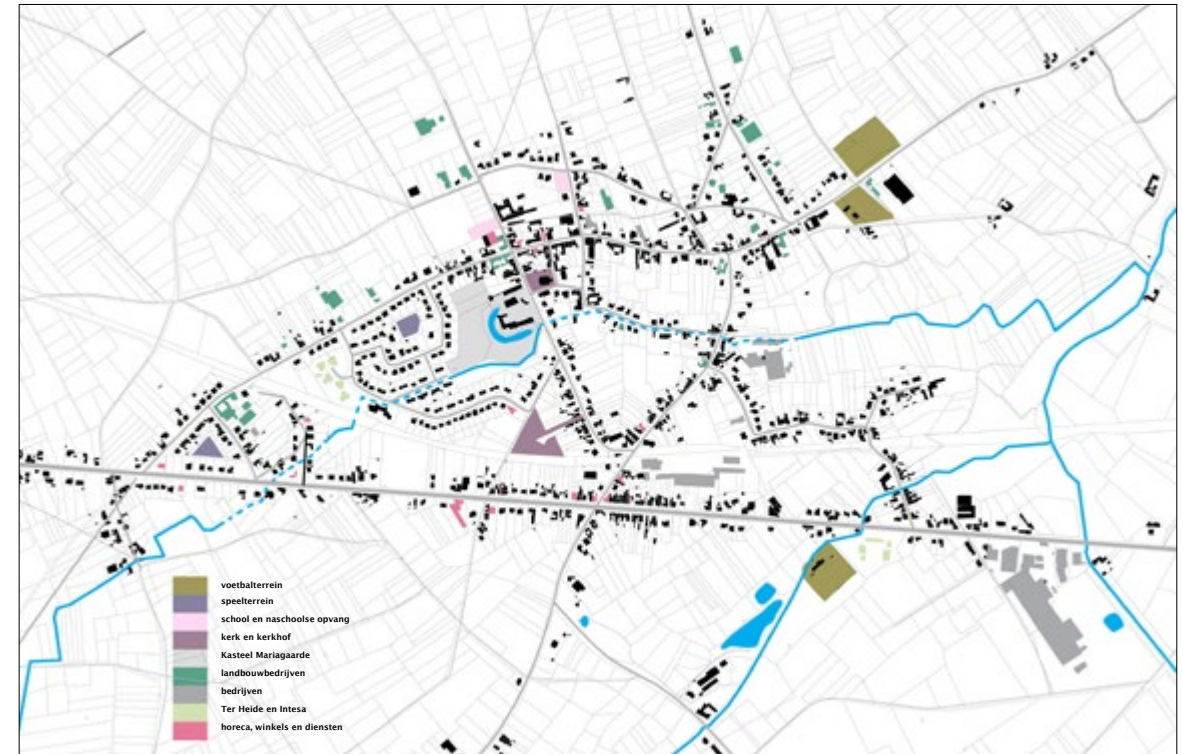 voetbalterrein
speelterrein
school en naschoolse opvang
kerk en kerkhof
Kasteel Mariagaarde
landbouwbedrijven
bedrijven
Ter Heide en Intesa
horeca, winkels en diensten